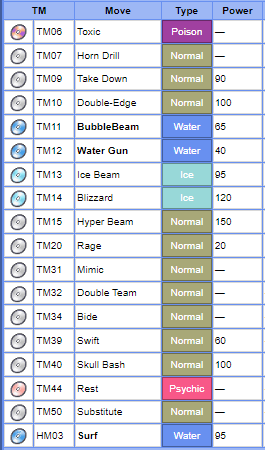 TM Move Type Power
TM06 Toxic Poison —
TM07 Horn Drill Normal —
TM09 Take Down Normal 90
TM10 Double-Edge Normal 100
TM11 BubbleBeam Water 65
TM12 Water Gun Water 40
TM13 Ice Beam Ice 95
TM14 Blizzard Ice 120
TM15 Hyper Beam Normal 150
TM20 Rage Normal 20
TM31 Mimic Normal —
TM32 Double Team Normal —
TM34 Bide Normal —
TM39 Swift Normal 60
TM40 Skull Bash Normal 100
TM44 Rest Psychic —
TM50 Substitute Normal —
HM03 Surf Water 95